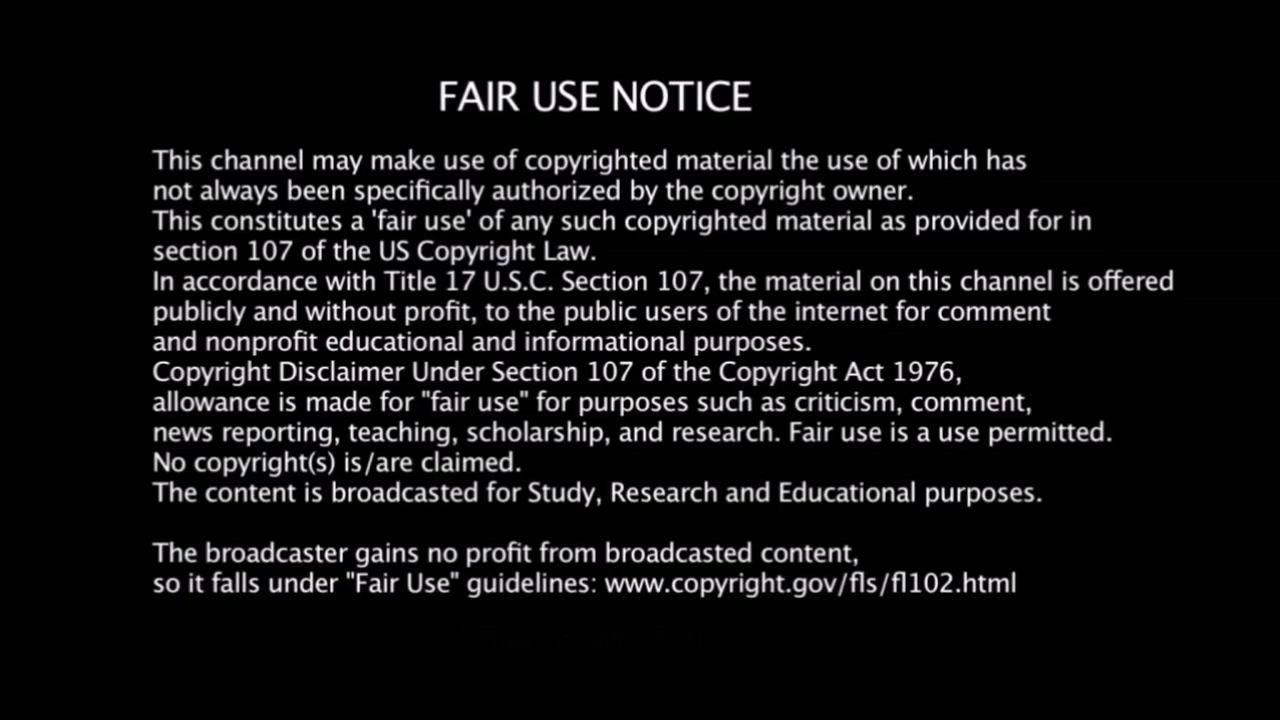 FAIR USE NOTICE
This channel may make use of copyrighted material the use of which has
not always been specifically authorized by the copyright owner.
This constitutes a 'fair use' of any such copyrighted material as provided for in
section 107 of the US Copyright Law.
In accordance with Title 17 U.S.C. Section 107, the material on this channel is offered
publicly and without profit, to the public users of the internet for comment
and nonprofit educational and informational purposes.
Copyright Disclaimer Under Section 107 of the Copyright Act 1976,
allowance is made for "fair use" for purposes such as criticism, comment,
news reporting, teaching, scholarship, and research. Fair use is a use permitted.
No copyright(s) is/are claimed.
The content is broadcasted for Study, Research and Educational purposes.
The broadcaster gains no profit from broadcasted content,
so it falls under "Fair Use" guidelines: www.copyright.gov/fls/fl102.html